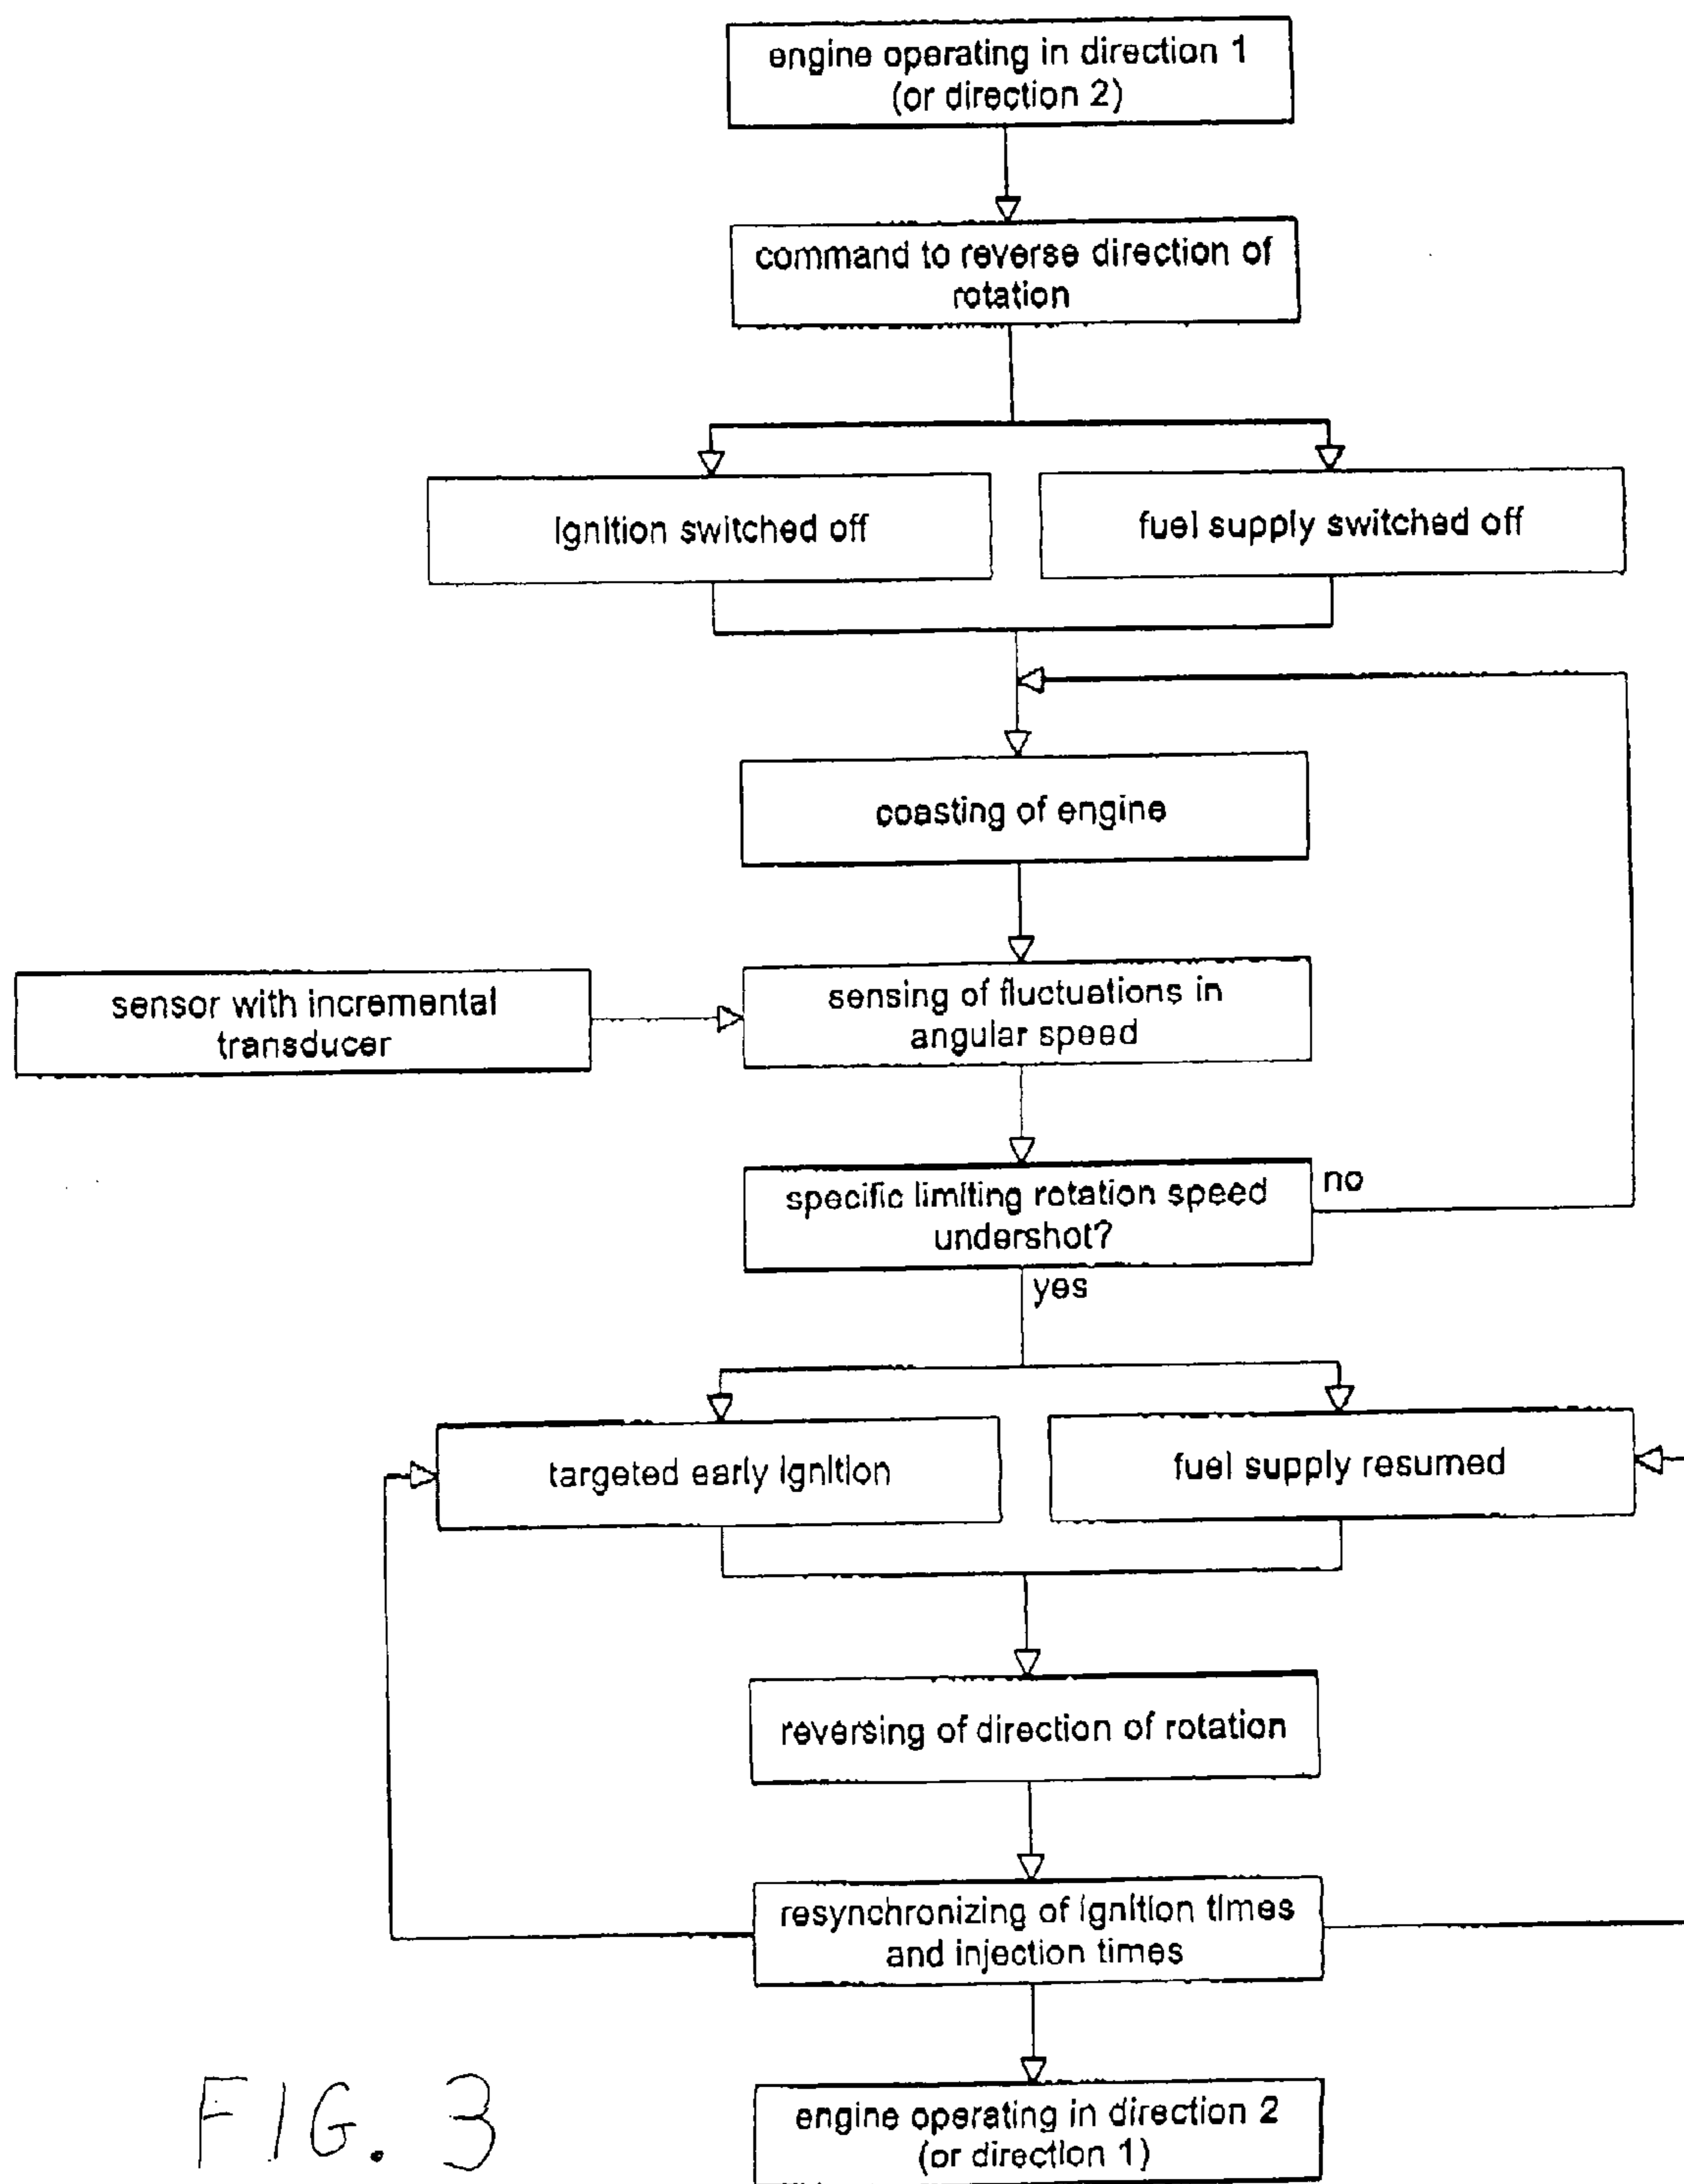 engine operating in direction 1
(or direction 2)
command to reverse direction of
rotation
ignition switched off
fuel supply switched off
coasting of engine
sensor with incremental
transducer
sensing of fluctuations in
angular speed
specific limiting rotation speed
undershot?
no
yes
targeted early ignition
fuel supply resumed
reversing of direction of rotation
resynchronizing of ignition times
and injection times
engine operating in direction 2
(or direction 1)
FIG. 3